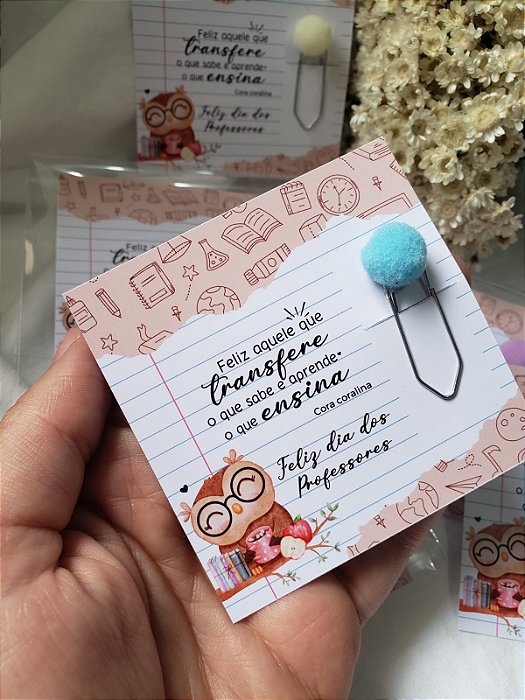 Feliz aquele que
transfere
o que sabe e aprende
o que ensina
Cora coralina
Feliz dia dos
Professores
Feliz aquele que
transfere
o que sabe e aprende
o que ensina
Cora coralina
Feliz dia dos
Professores
Feliz